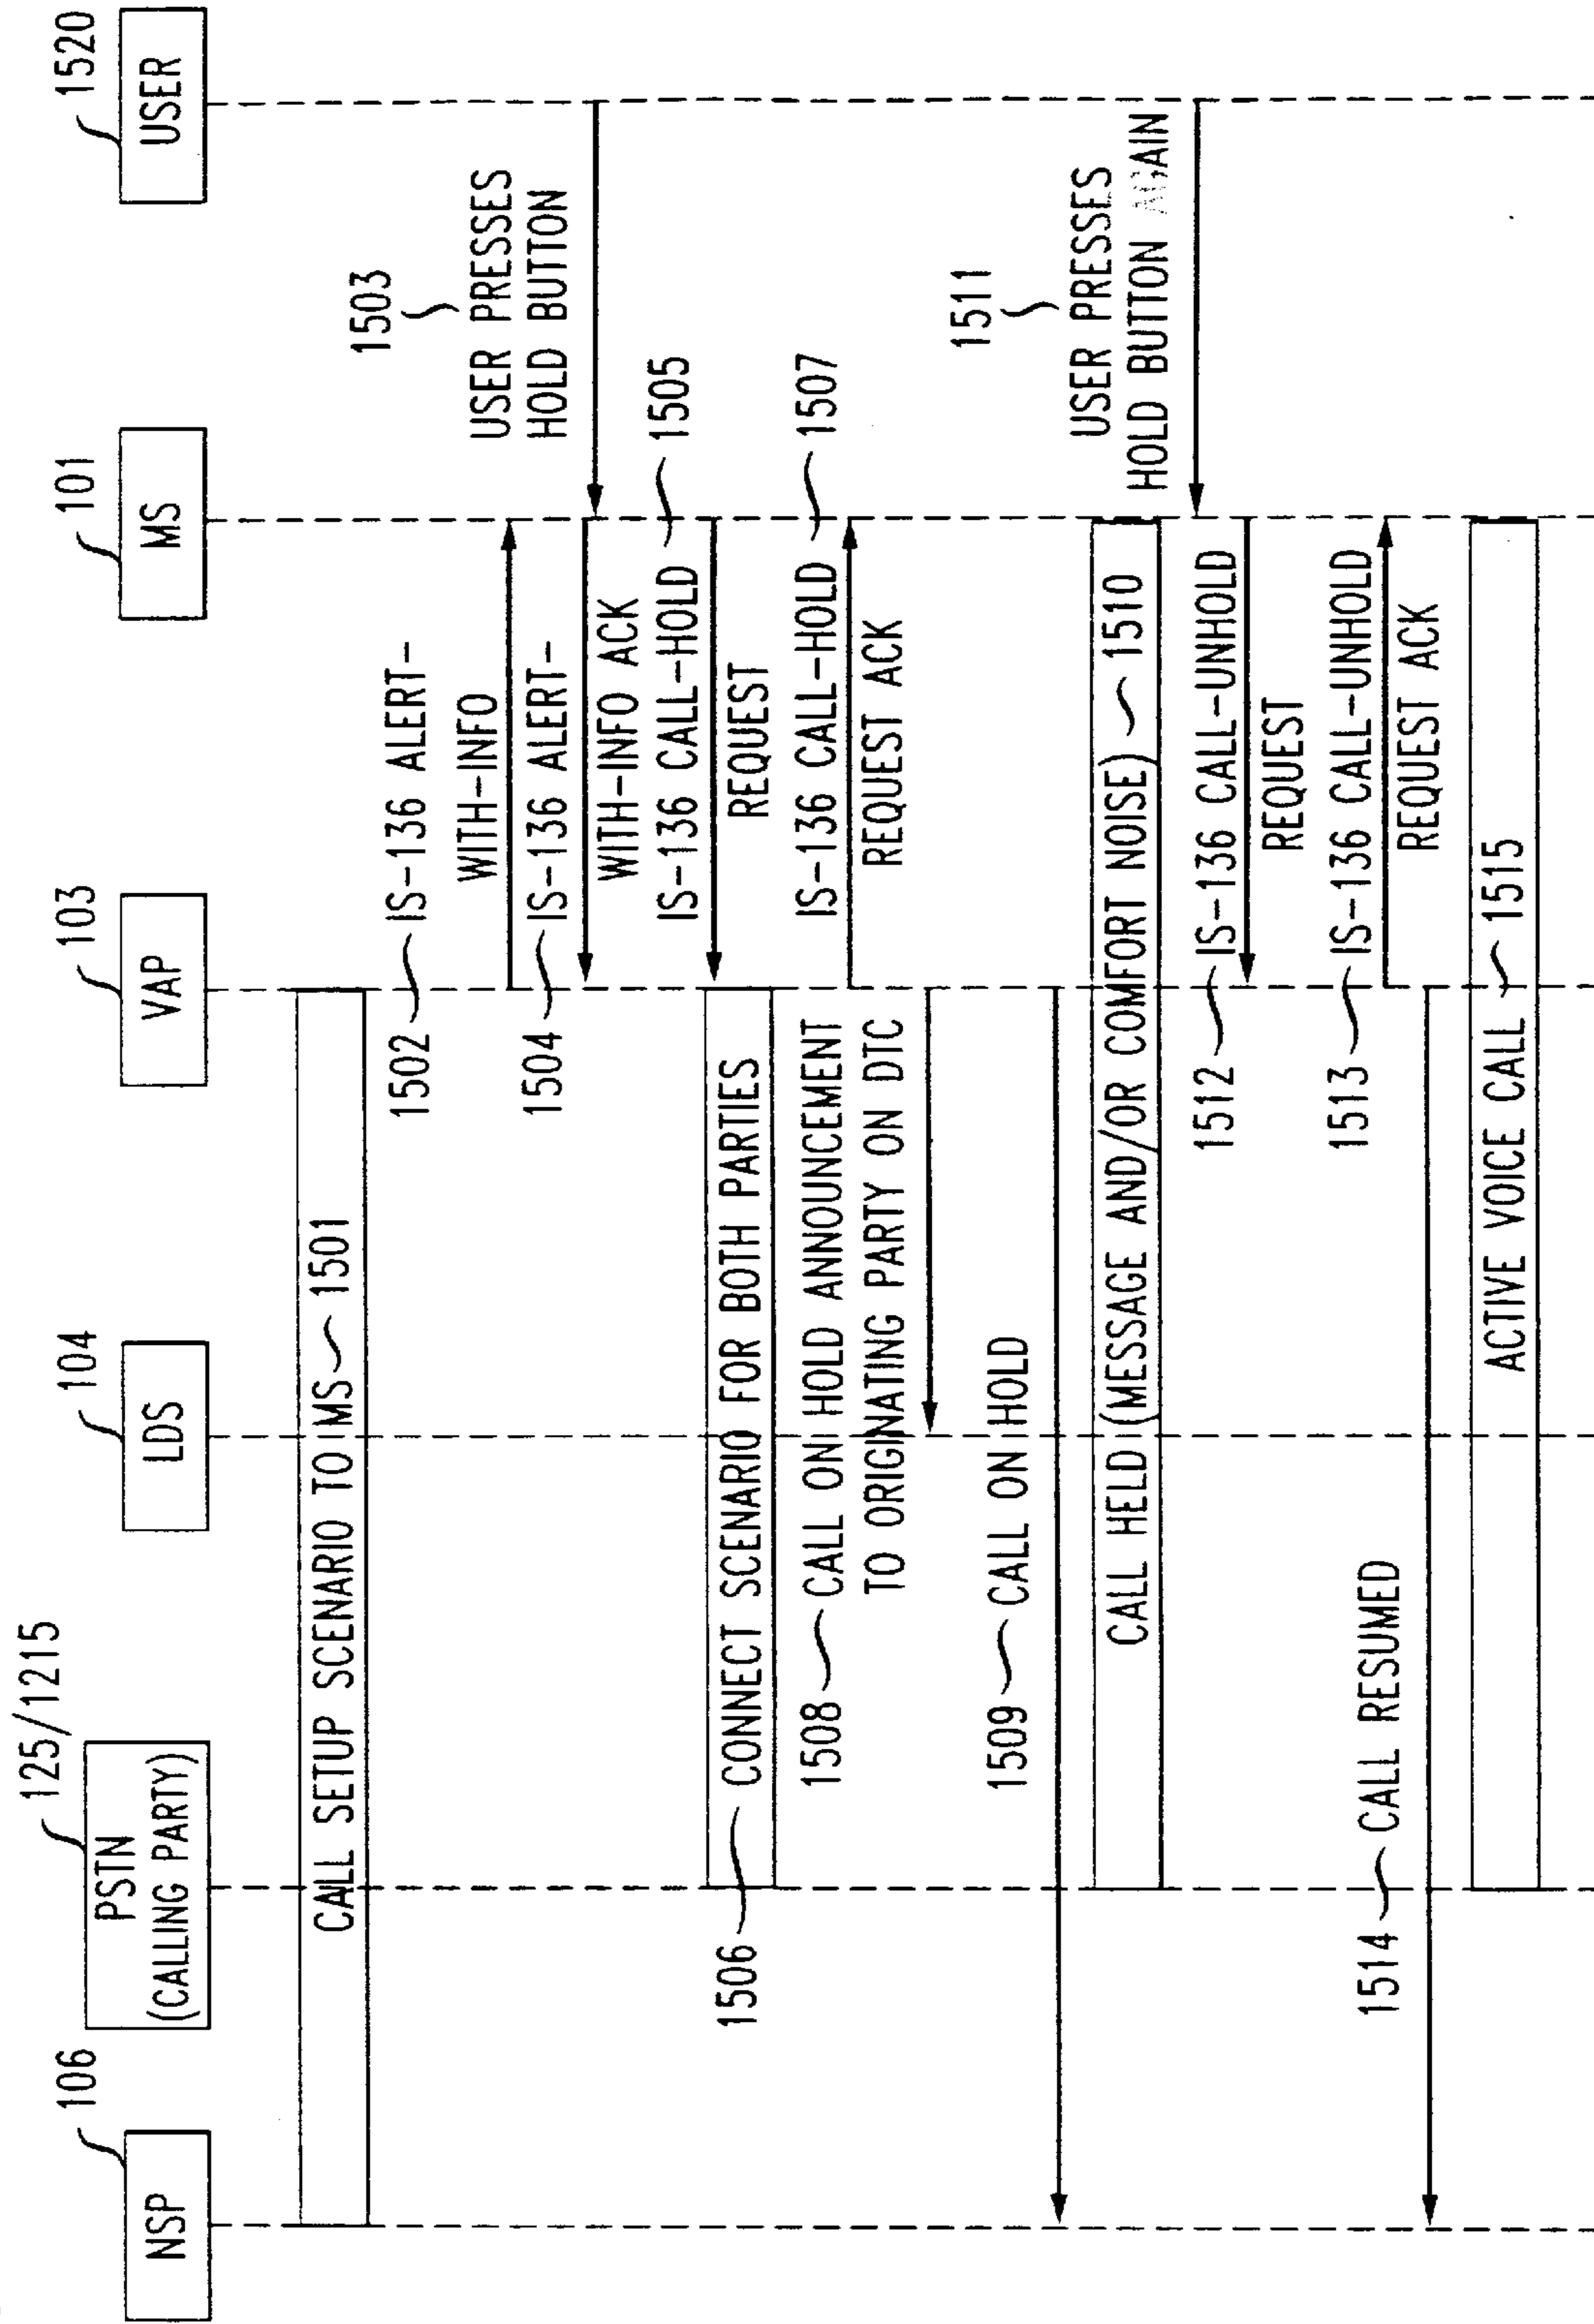 106
NSP
125/1215
PSTN
(CALLING PARTY)
104
LDS
103
VAP
101
MS
1520
USER
CALL SETUP SCENARIO TO MS 1501
1502 IS-136 ALERT-
WITH-INFO
1503
USER PRESSES
HOLD BUTTON
1504 IS-136 ALERT-
WITH-INFO ACK
IS-136 CALL-HOLD 1505
REQUEST
1506 CONNECT SCENARIO FOR BOTH PARTIES
IS-136 CALL-HOLD 1507
REQUEST ACK
1508 CALL ON HOLD ANNOUNCEMENT
TO ORIGINATING PARTY ON DTC
1509 CALL ON HOLD
CALL HELD (MESSAGE AND/OR COMFORT NOISE) 1510
1511
USER PRESSES
HOLD BUTTON AGAIN
1512 IS-136 CALL-UNHOLD
REQUEST
1513 IS-136 CALL-UNHOLD
REQUEST ACK
1514 CALL RESUMED
ACTIVE VOICE CALL 1515